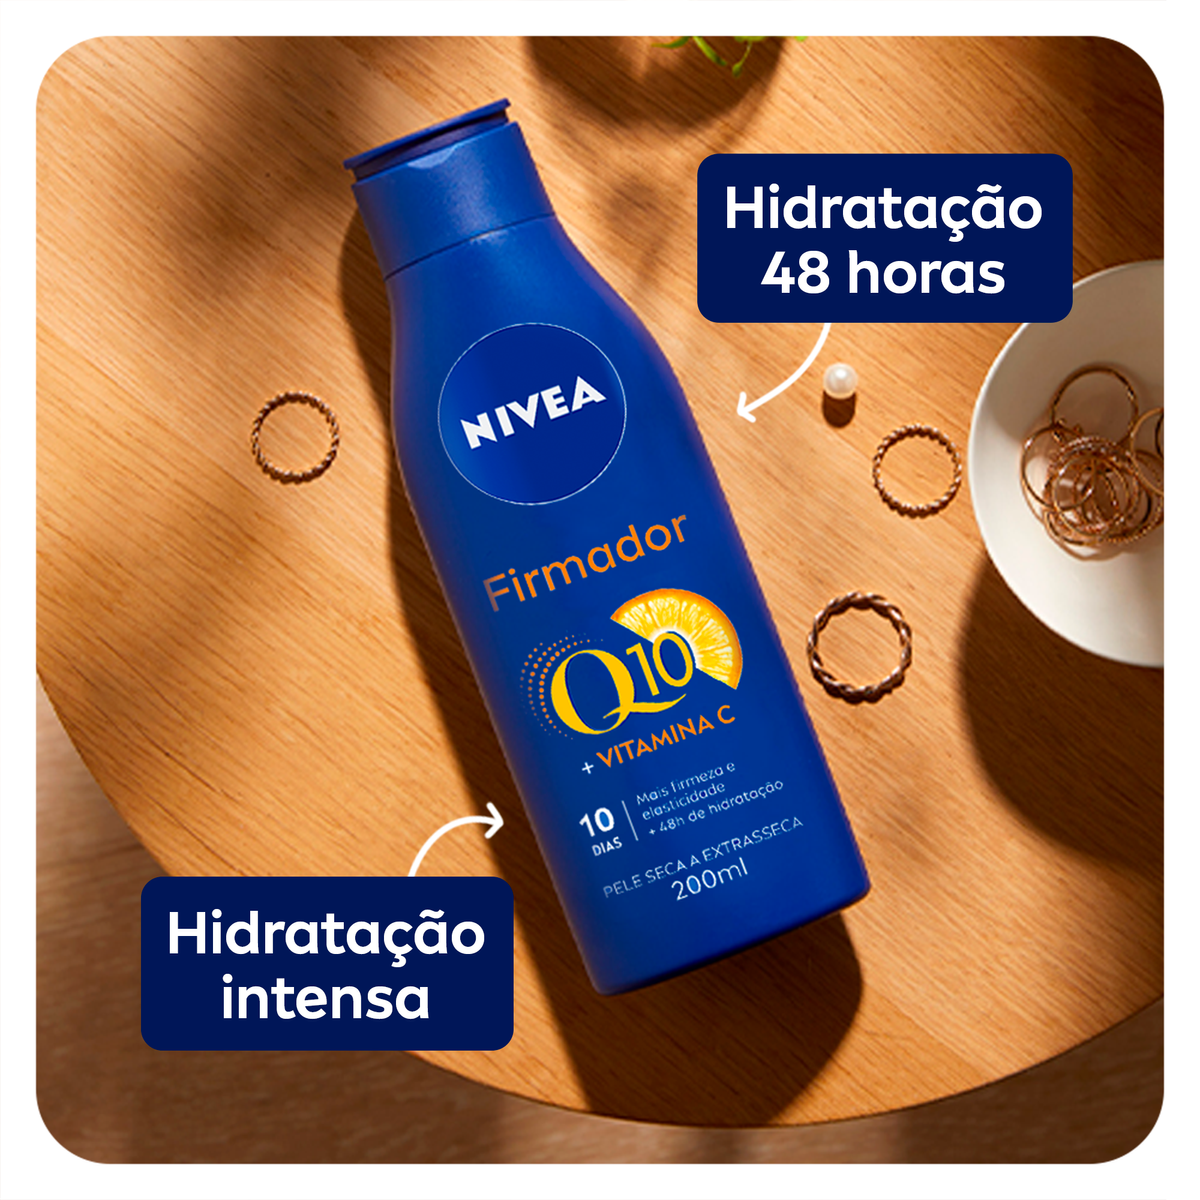 Hidratação
48 horas
NIVEA
Firmador
Q10
+ VITAMINA C
10
DIAS
Mais firmeza e
elasticidade
+ 48h de hidratação
PELE SECA A EXTRASSECA
200ml
Hidratação
intensa